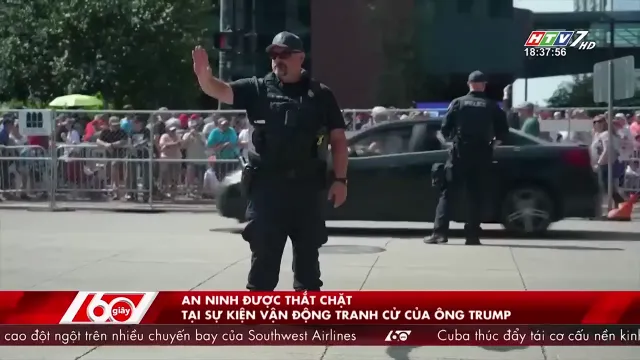 HTV7 HD
18:37:56
AN NINH ĐƯỢC THẮT CHẶT
60 giây
TẠI SỰ KIỆN VẬN ĐỘNG TRANH CỬ CỦA ÔNG TRUMP
cao đột ngột trên nhiều chuyến bay của Southwest Airlines 60 Cuba thúc đẩy tái cơ cấu nền kinh